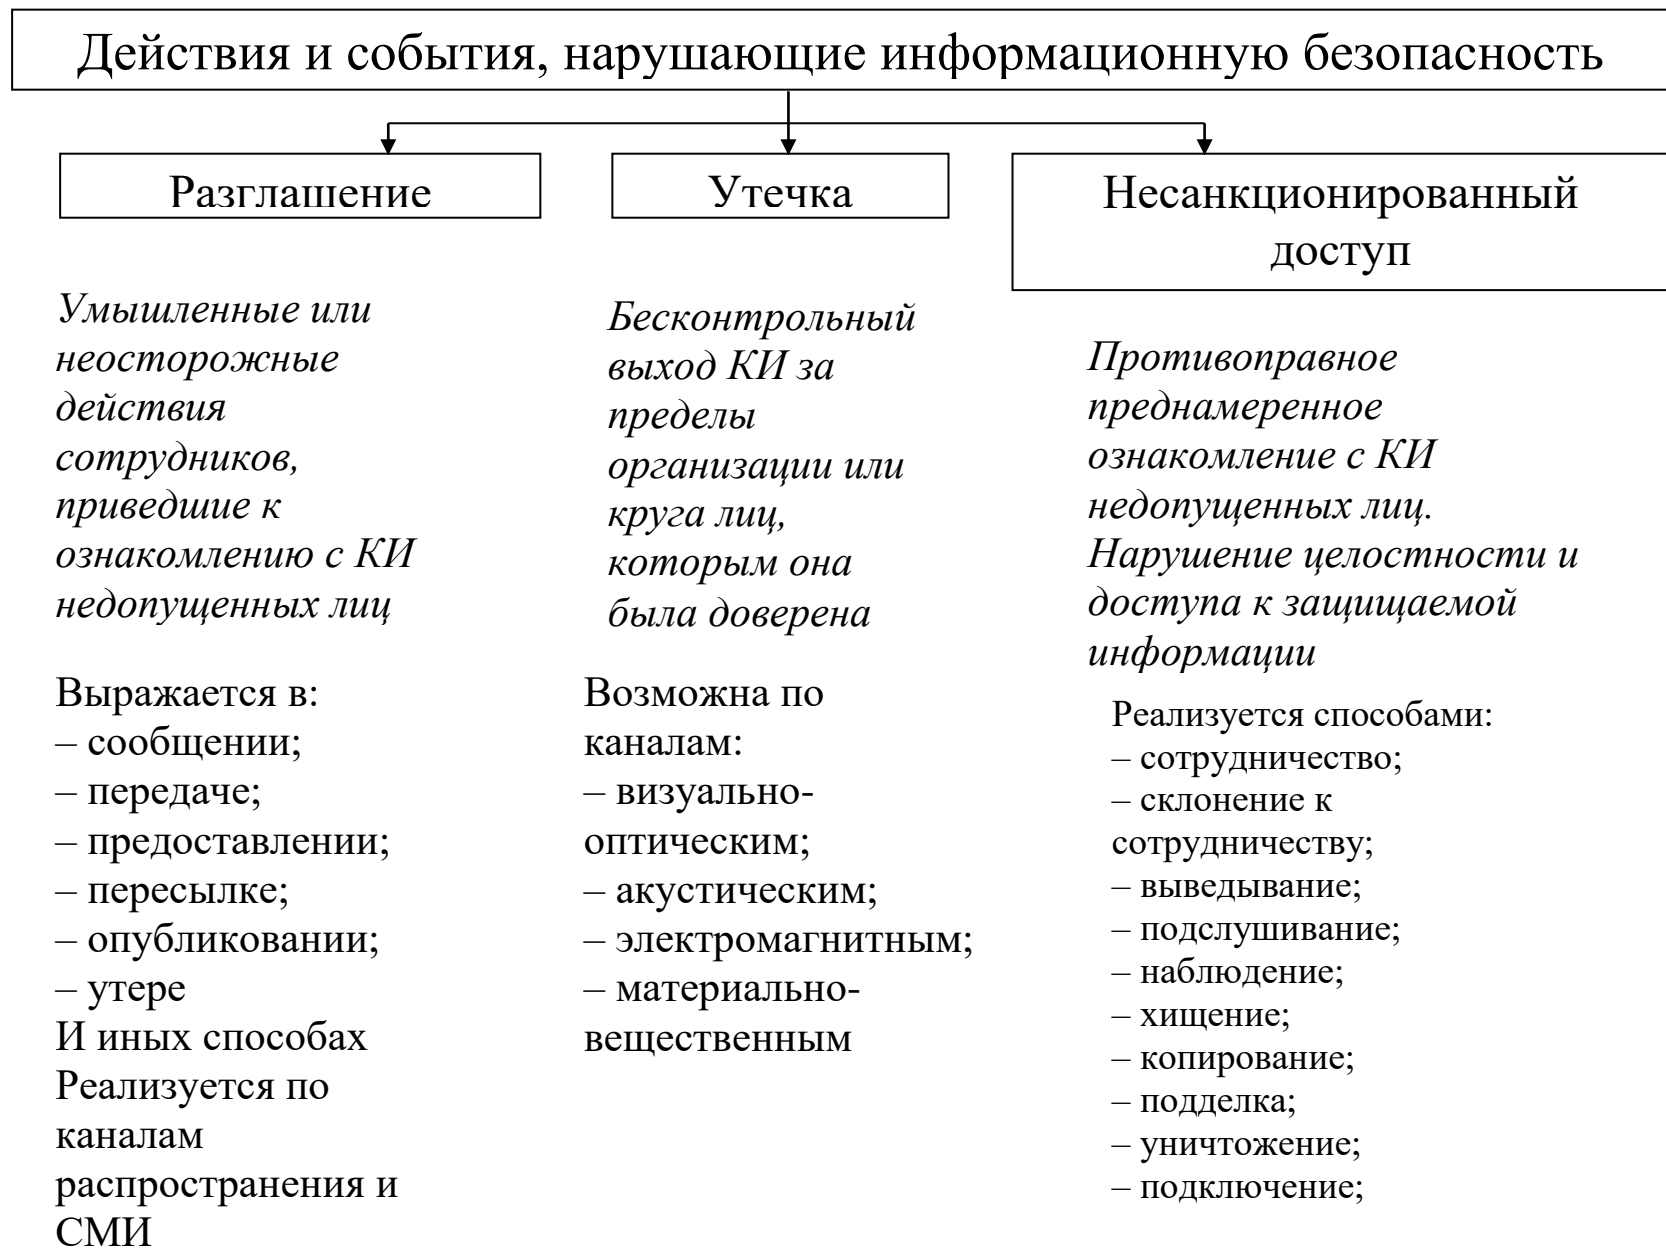 Действия и события, нарушающие информационную безопасность
Разглашение
Умышленные или
неосторожные
действия
сотрудников,
приведшие к
ознакомлению с КИ
недопущенных лиц
Выражается в:
– сообщении;
– передаче;
– предоставлении;
– пересылке;
– опубликовании;
– утере
И иных способах
Реализуется по
каналам
распространения и
СМИ
Утечка
Бесконтрольный
выход КИ за
пределы
организации или
круга лиц,
которым она
была доверена
Возможна по
каналам:
– визуально-
оптическим;
– акустическим;
– электромагнитным;
– материально-
вещественным
Несанкционированный
доступ
Противоправное
преднамеренное
ознакомление с КИ
недопущенных лиц.
Нарушение целостности и
доступа к защищаемой
информации
Реализуется способами:
– сотрудничество;
– склонение к
сотрудничеству;
– выведывание;
– подслушивание;
– наблюдение;
– хищение;
– копирование;
– подделка;
– уничтожение;
– подключение;